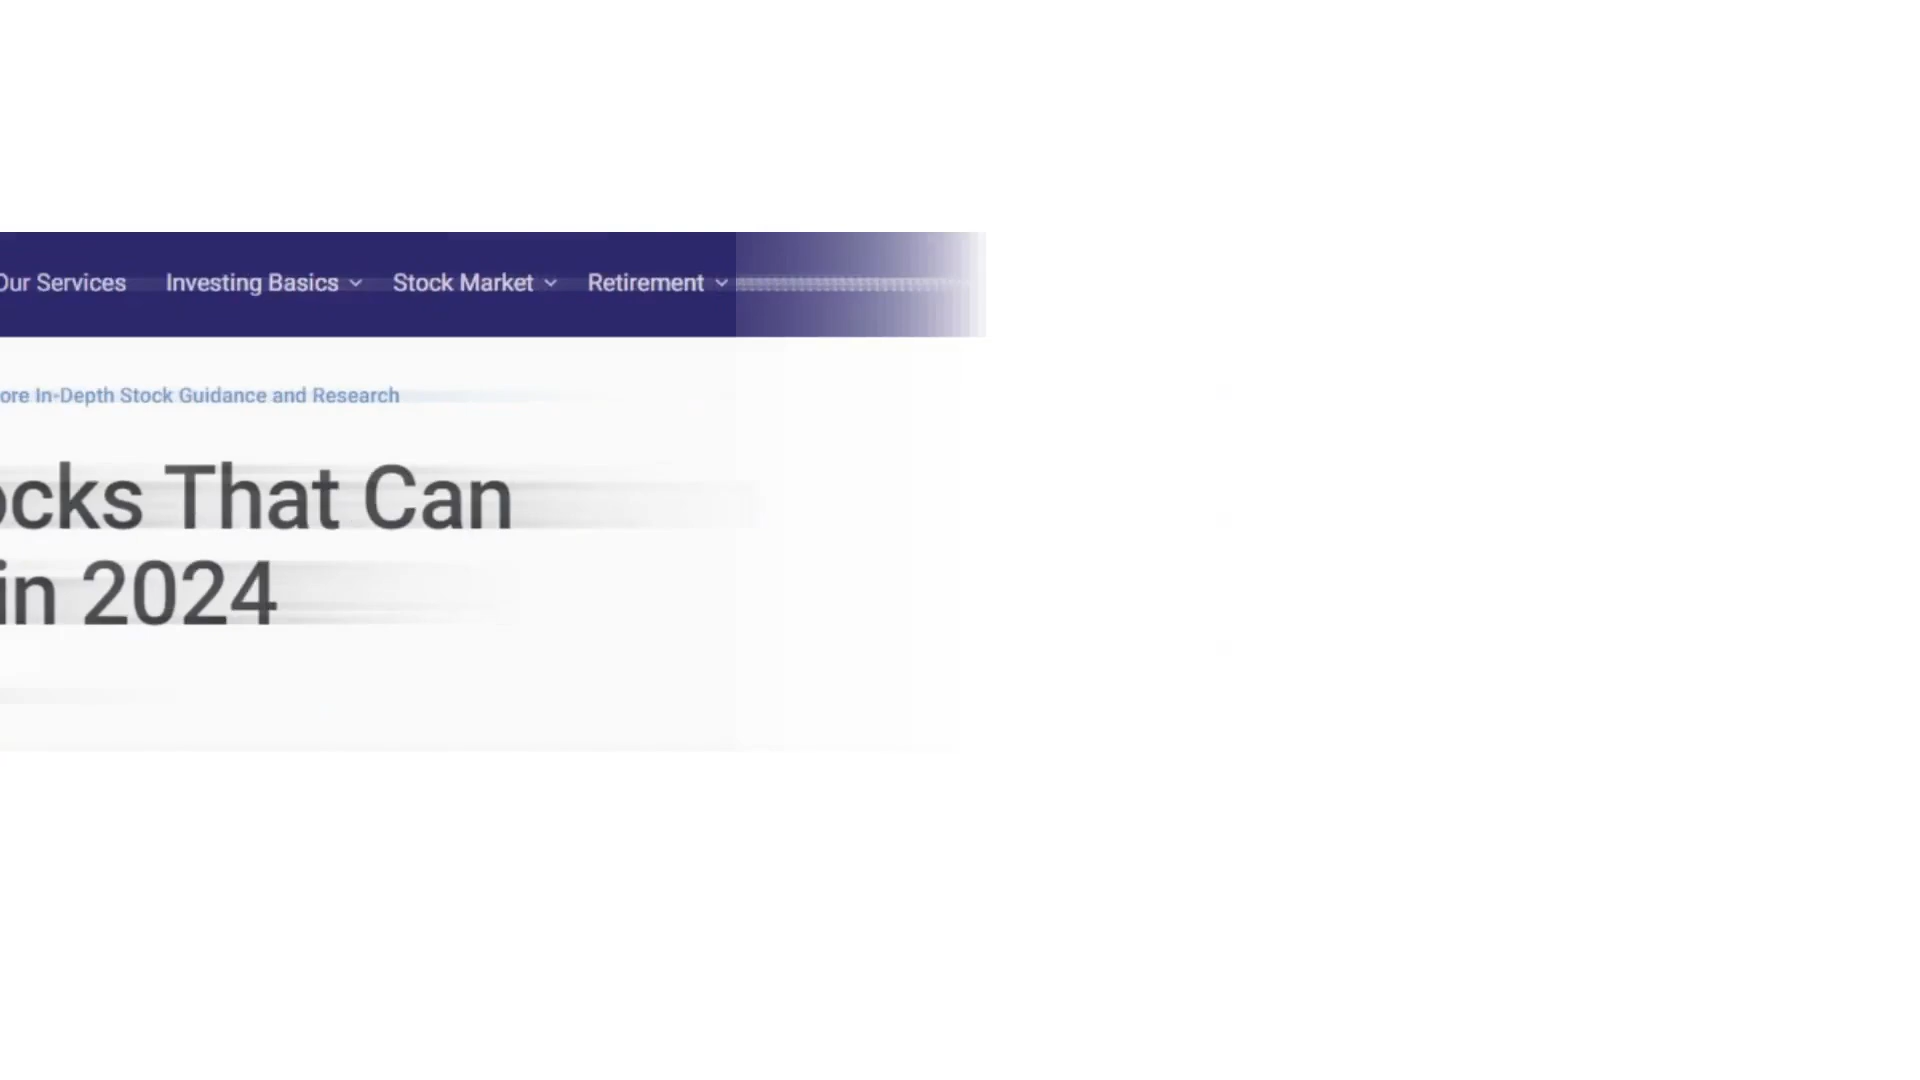 Our Services Investing Basics Stock Market Retirement
ore In-Depth Stock Guidance and Research
ocks That Can
in 2024